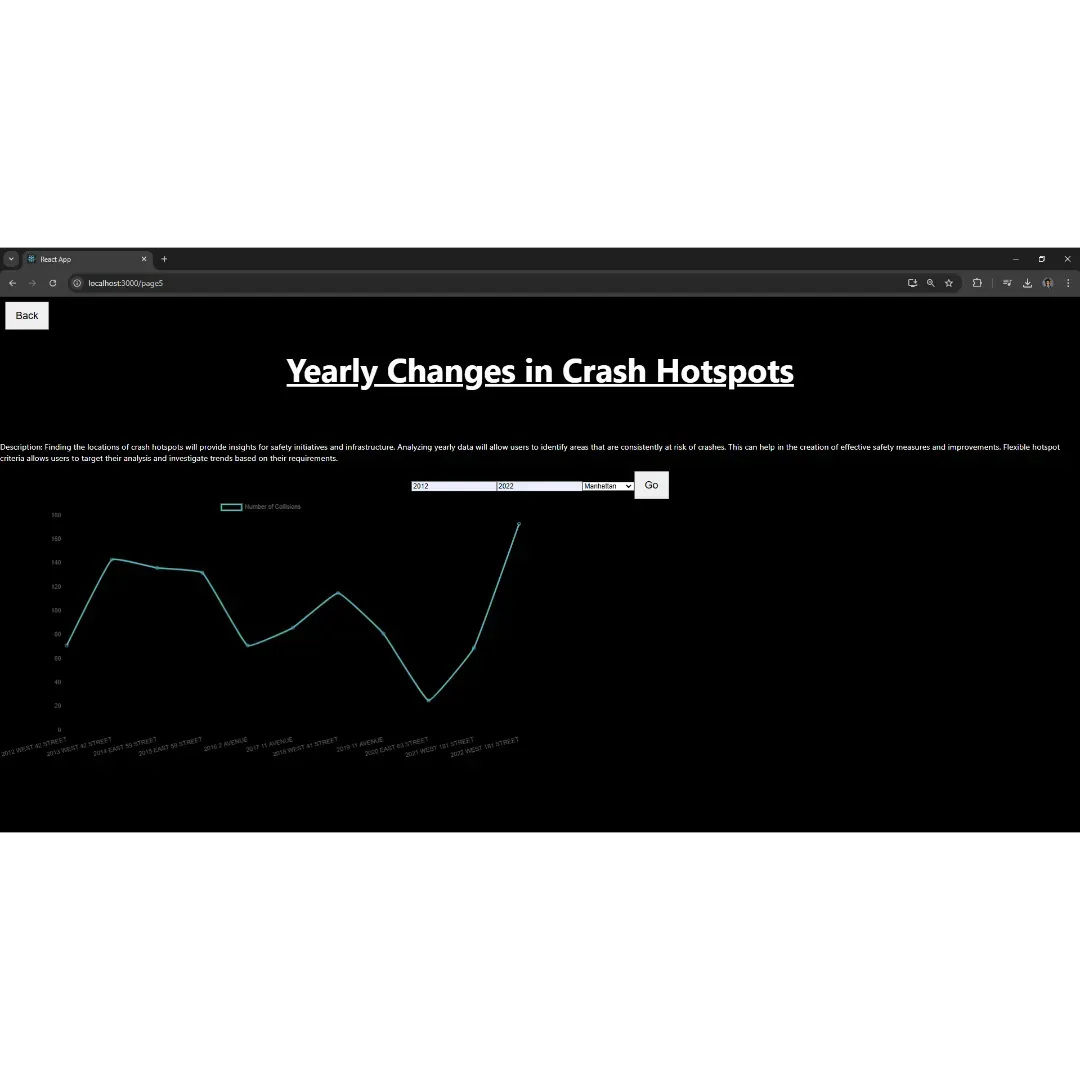 React App
localhost:3000/page5
Back
Yearly Changes in Crash Hotspots
Description: Finding the locations of crash hotspots will provide insights for safety initiatives and infrastructure. Analyzing yearly data will allow users to identify areas that are consistently at risk of crashes. This can help in the creation of effective safety measures and improvements. Flexible hotspot
criteria allows users to target their analysis and investigate trends based on their requirements.
2012 2022 Manhattan Go
Number of Collisions
180
160
140
120
100
80
60
40
20
0
2012 WEST 42 STREET
2013 WEST 42 STREET
2014 EAST 59 STREET
2015 EAST 59 STREET
2016 2 AVENUE
2017 11 AVENUE
2018 WEST 41 STREET
2019 11 AVENUE
2020 EAST 63 STREET
2021 WEST 181 STREET
2022 WEST 181 STREET